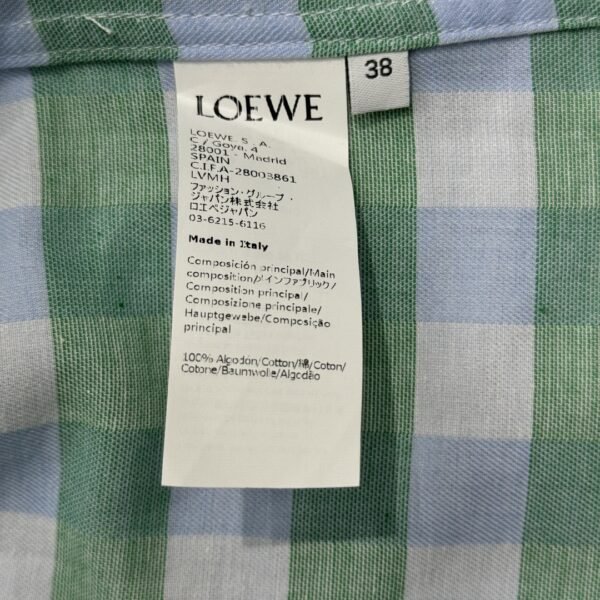 38
LOEWE
LOEWE S.A.
C/Goya, 4
28001 - Madrid
SPAIN
C.I.F.A-28003861
LVMH
ファッション・グループ・
ジャパン株式会社
ロエベジャパン
03-6215-6116
Made in Italy
Composición principal/Main
composition/メインファブリック/
Composition principal/
Composizione principale/
Hauptgewebe/Composição
principal
100% Algodón/Cotton/綿/Coton/
Cotone/Baumwolle/Algodão